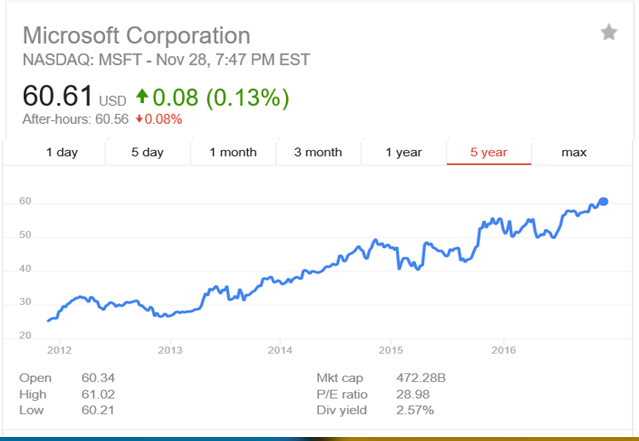 Microsoft Corporation
NASDAQ: MSFT - Nov 28, 7:47 PM EST
60.61 USD 0.08 (0.13%)
After-hours: 60.56 0.08%
1 day 5 day 1 month 3 month 1 year 5 year max
60
50
40
30
20
2012 2013 2014 2015 2016
Open 60.34 Mkt cap 472.28B
High 61.02 P/E ratio 28.98
Low 60.21 Div yield 2.57%